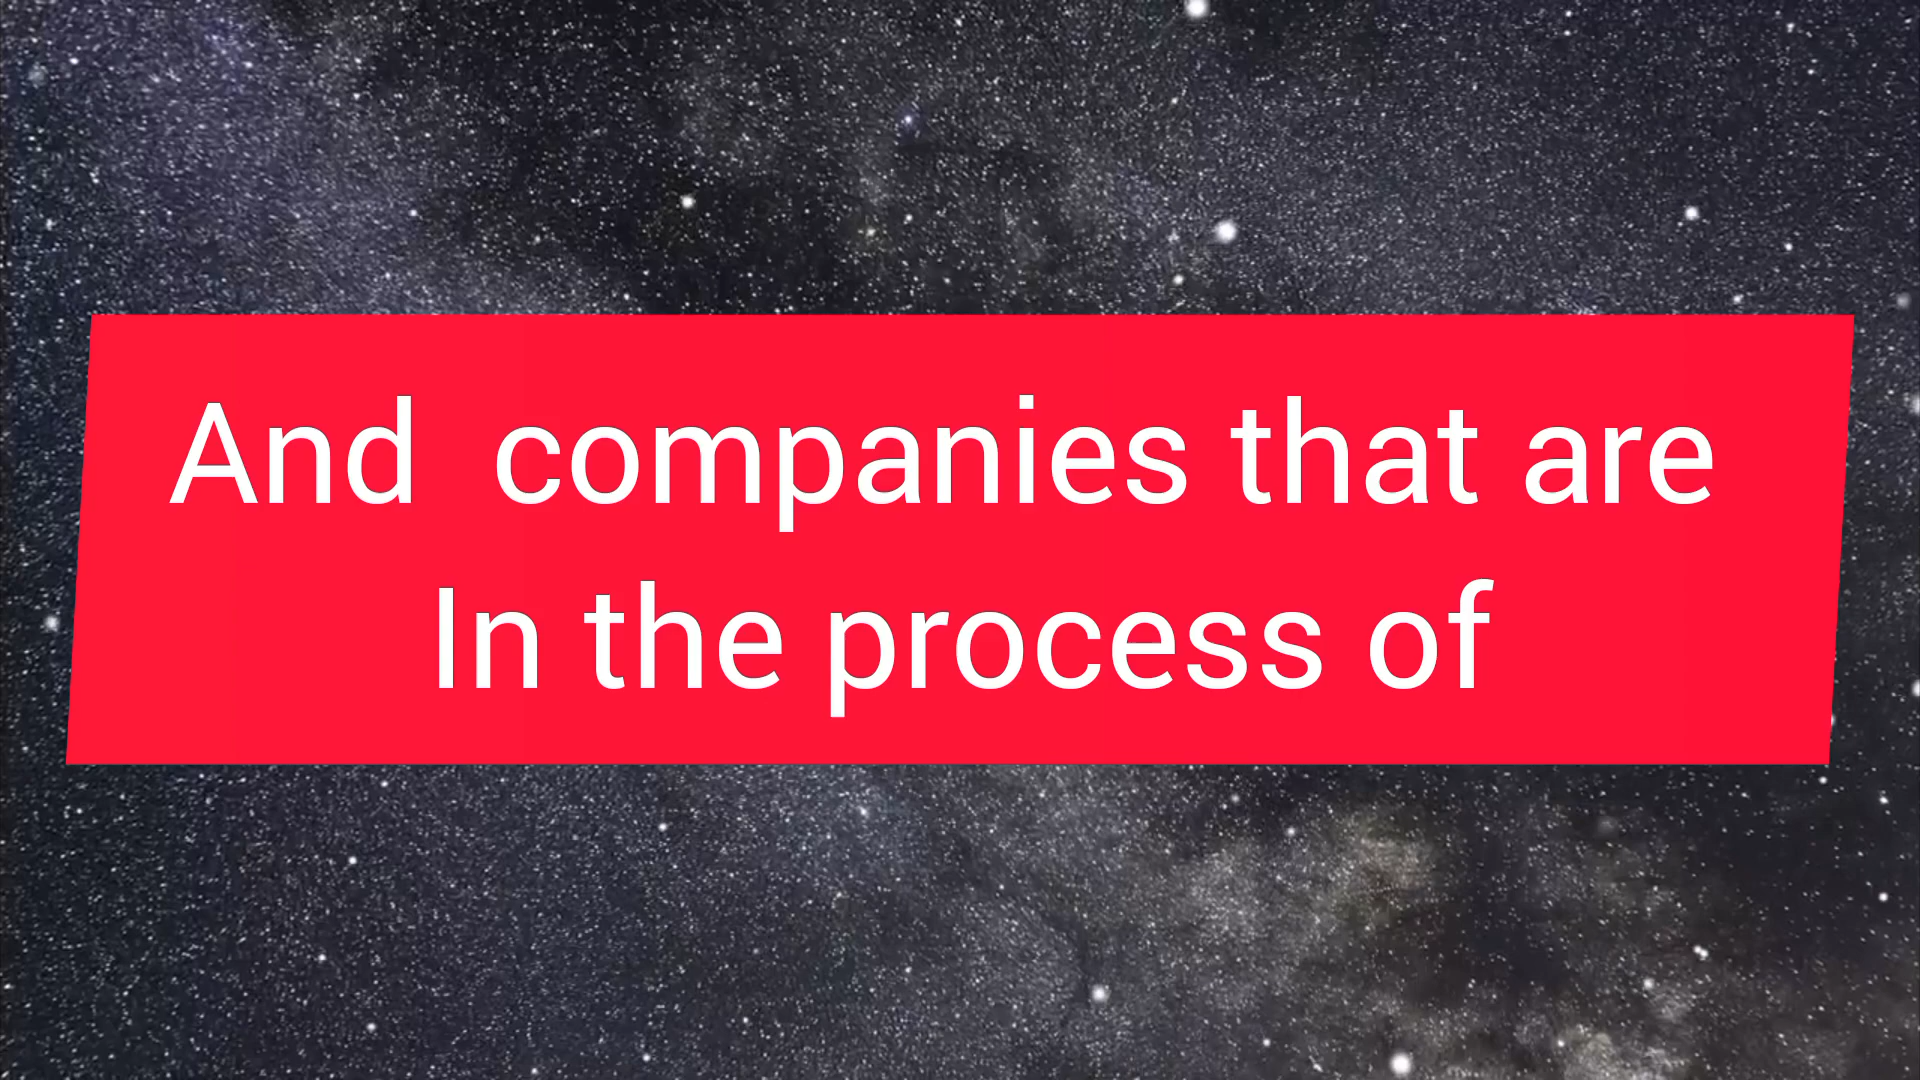 And  companies that are
In the process of